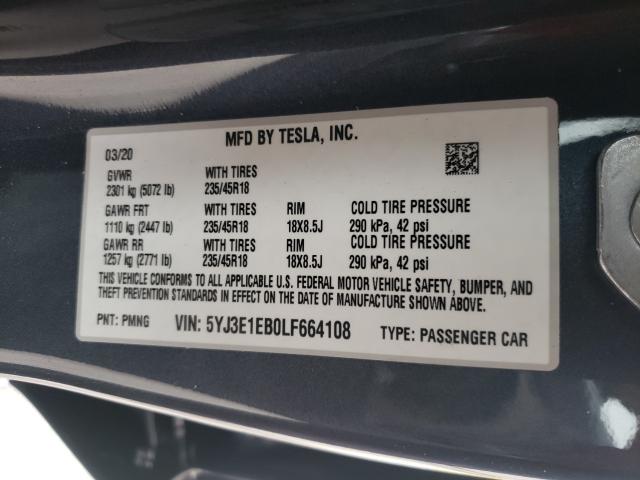 MFD BY TESLA, INC.
03/20
GVWR WITH TIRES
2301 kg (5072 lb) 235/45R18
GAWR FRT WITH TIRES RIM COLD TIRE PRESSURE
1110 kg (2447 lb) 235/45R18 18X8.5J 290 kPa, 42 psi
GAWR RR WITH TIRES RIM COLD TIRE PRESSURE
1257 kg (2771 lb) 235/45R18 18X8.5J 290 kPa, 42 psi
THIS VEHICLE CONFORMS TO ALL APPLICABLE U.S. FEDERAL MOTOR VEHICLE SAFETY, BUMPER, AND
THEFT PREVENTION STANDARDS IN EFFECT ON THE DATE OF MANUFACTURE SHOWN ABOVE.
PNT: PMNG VIN: 5YJ3E1EB0LF664108 TYPE: PASSENGER CAR